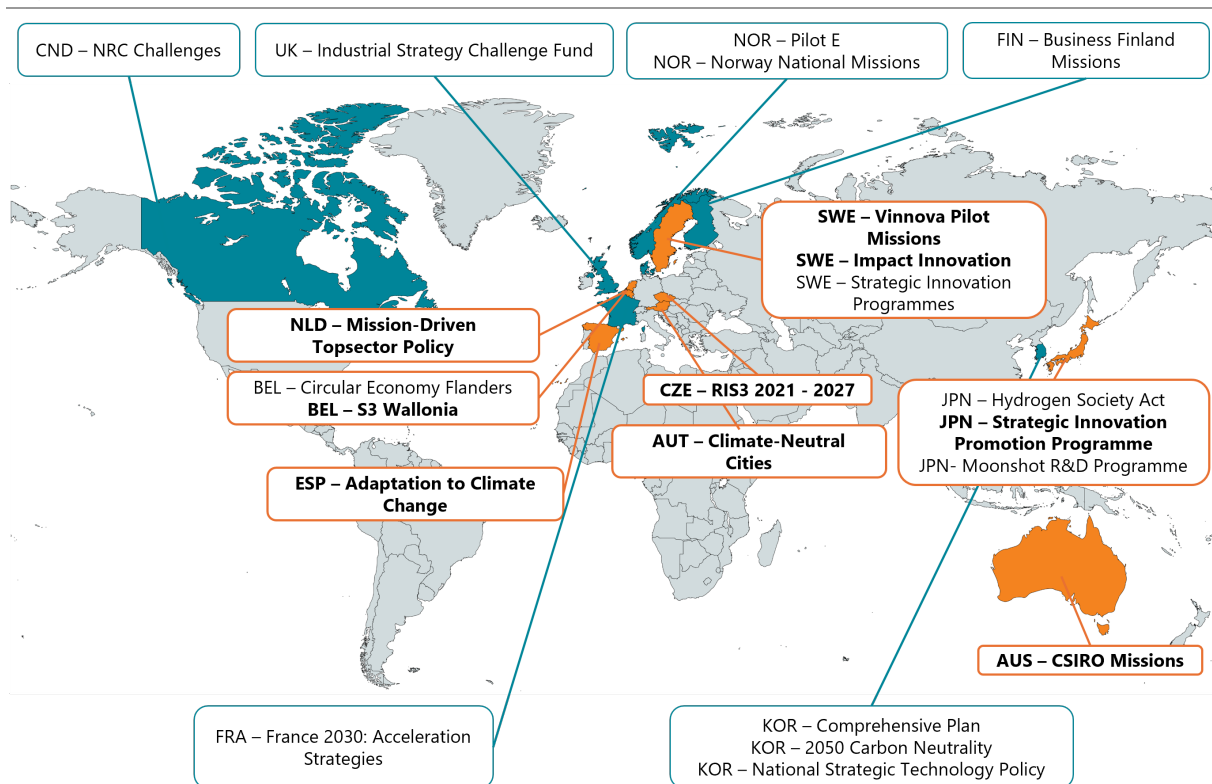 CND – NRC Challenges
UK – Industrial Strategy Challenge Fund
NOR – Pilot E
NOR – Norway National Missions
FIN – Business Finland
Missions
SWE – Vinnova Pilot
Missions
SWE – Impact Innovation
SWE – Strategic Innovation
Programmes
NLD – Mission-Driven
Topsector Policy
BEL – Circular Economy Flanders
BEL – S3 Wallonia
CZE – RIS3 2021 - 2027
JPN – Hydrogen Society Act
JPN – Strategic Innovation
Promotion Programme
JPN- Moonshot R&D Programme
AUT – Climate-Neutral
Cities
ESP – Adaptation to Climate
Change
AUS – CSIRO Missions
FRA – France 2030: Acceleration
Strategies
KOR – Comprehensive Plan
KOR – 2050 Carbon Neutrality
KOR – National Strategic Technology Policy